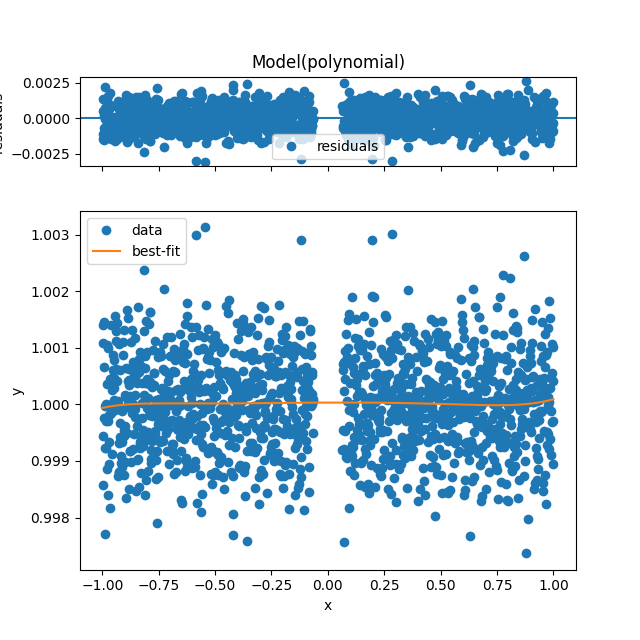 Model(polynomial)
0.0025
0.0000
−0.0025
residuals
residuals
1.003
1.002
1.001
1.000
0.999
0.998
y
data
best-fit
−1.00 −0.75 −0.50 −0.25 0.00 0.25 0.50 0.75 1.00
x